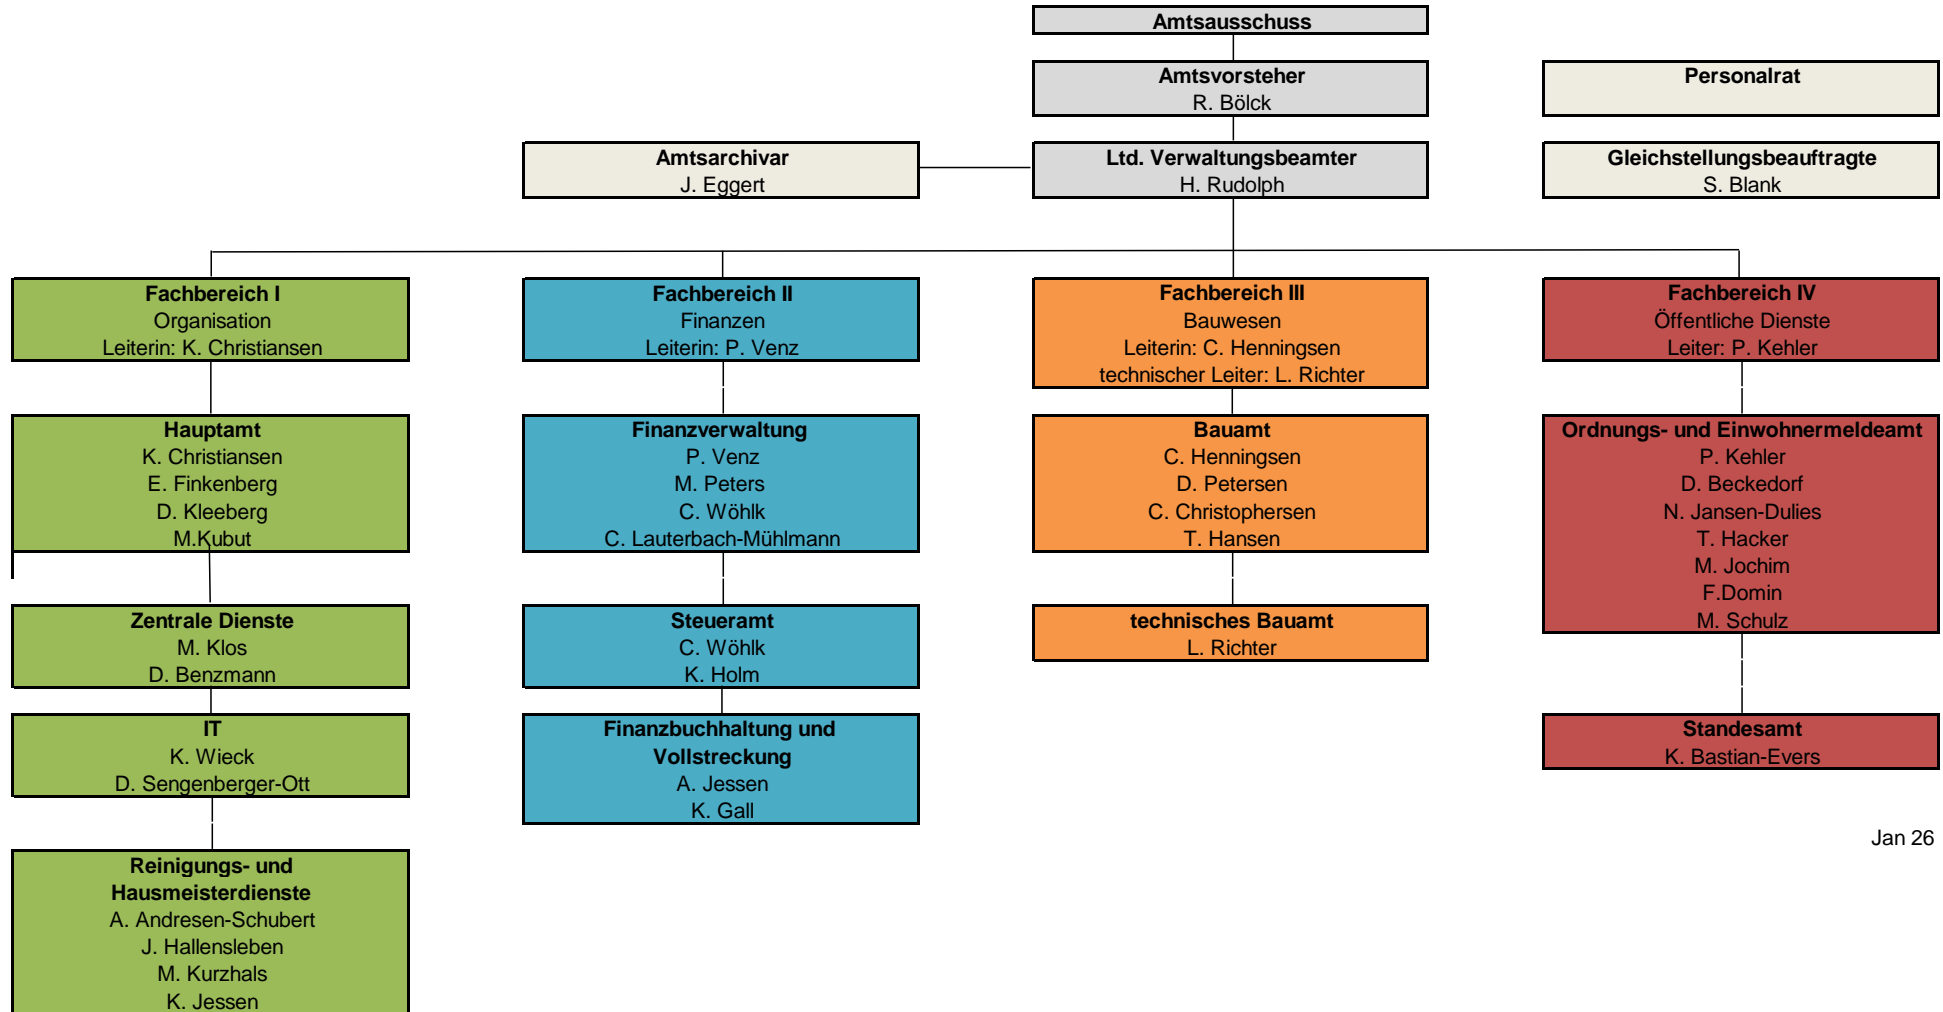 Amtsausschuss
Amtsvorsteher
R. Bölck
Personalrat
Amtsarchivar
J. Eggert
Ltd. Verwaltungsbeamter
H. Rudolph
Gleichstellungsbeauftragte
S. Blank
Fachbereich I
Organisation
Leiterin: K. Christiansen
Fachbereich II
Finanzen
Leiterin: P. Venz
Fachbereich III
Bauwesen
Leiterin: C. Henningsen
technischer Leiter: L. Richter
Fachbereich IV
Öffentliche Dienste
Leiter: P. Kehler
Hauptamt
K. Christiansen
E. Finkenberg
D. Kleeberg
M.Kubut
Finanzverwaltung
P. Venz
M. Peters
C. Wöhlk
C. Lauterbach-Mühlmann
Bauamt
C. Henningsen
D. Petersen
C. Christophersen
T. Hansen
Ordnungs- und Einwohnermeldeamt
P. Kehler
D. Beckedorf
N. Jansen-Dulies
T. Hacker
M. Jochim
F.Domin
M. Schulz
Zentrale Dienste
M. Klos
D. Benzmann
Steueramt
C. Wöhlk
K. Holm
technisches Bauamt
L. Richter
IT
K. Wieck
D. Sengenberger-Ott
Finanzbuchhaltung und
Vollstreckung
A. Jessen
K. Gall
Standesamt
K. Bastian-Evers
Jan 26
Reinigungs- und
Hausmeisterdienste
A. Andresen-Schubert
J. Hallensleben
M. Kurzhals
K. Jessen